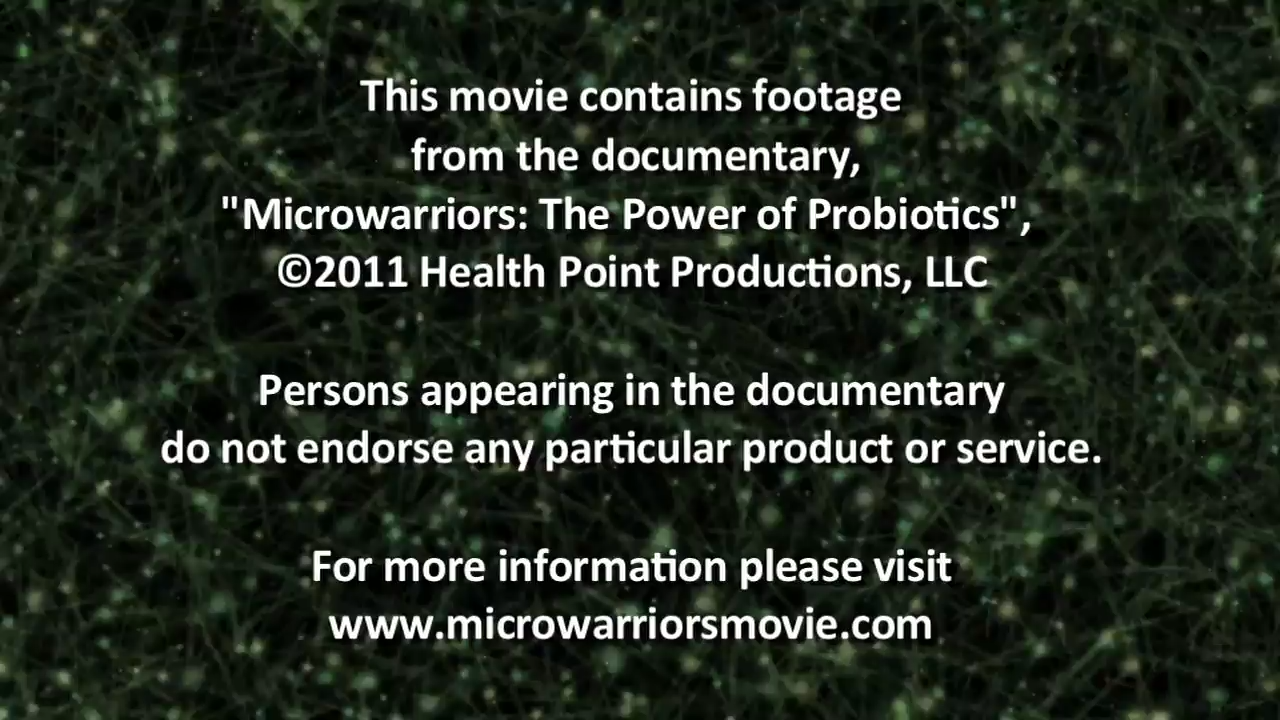 This movie contains footage
from the documentary,
"Microwarriors: The Power of Probiotics",
©2011 Health Point Productions, LLC
Persons appearing in the documentary
do not endorse any particular product or service.
For more information please visit
www.microwarriorsmovie.com